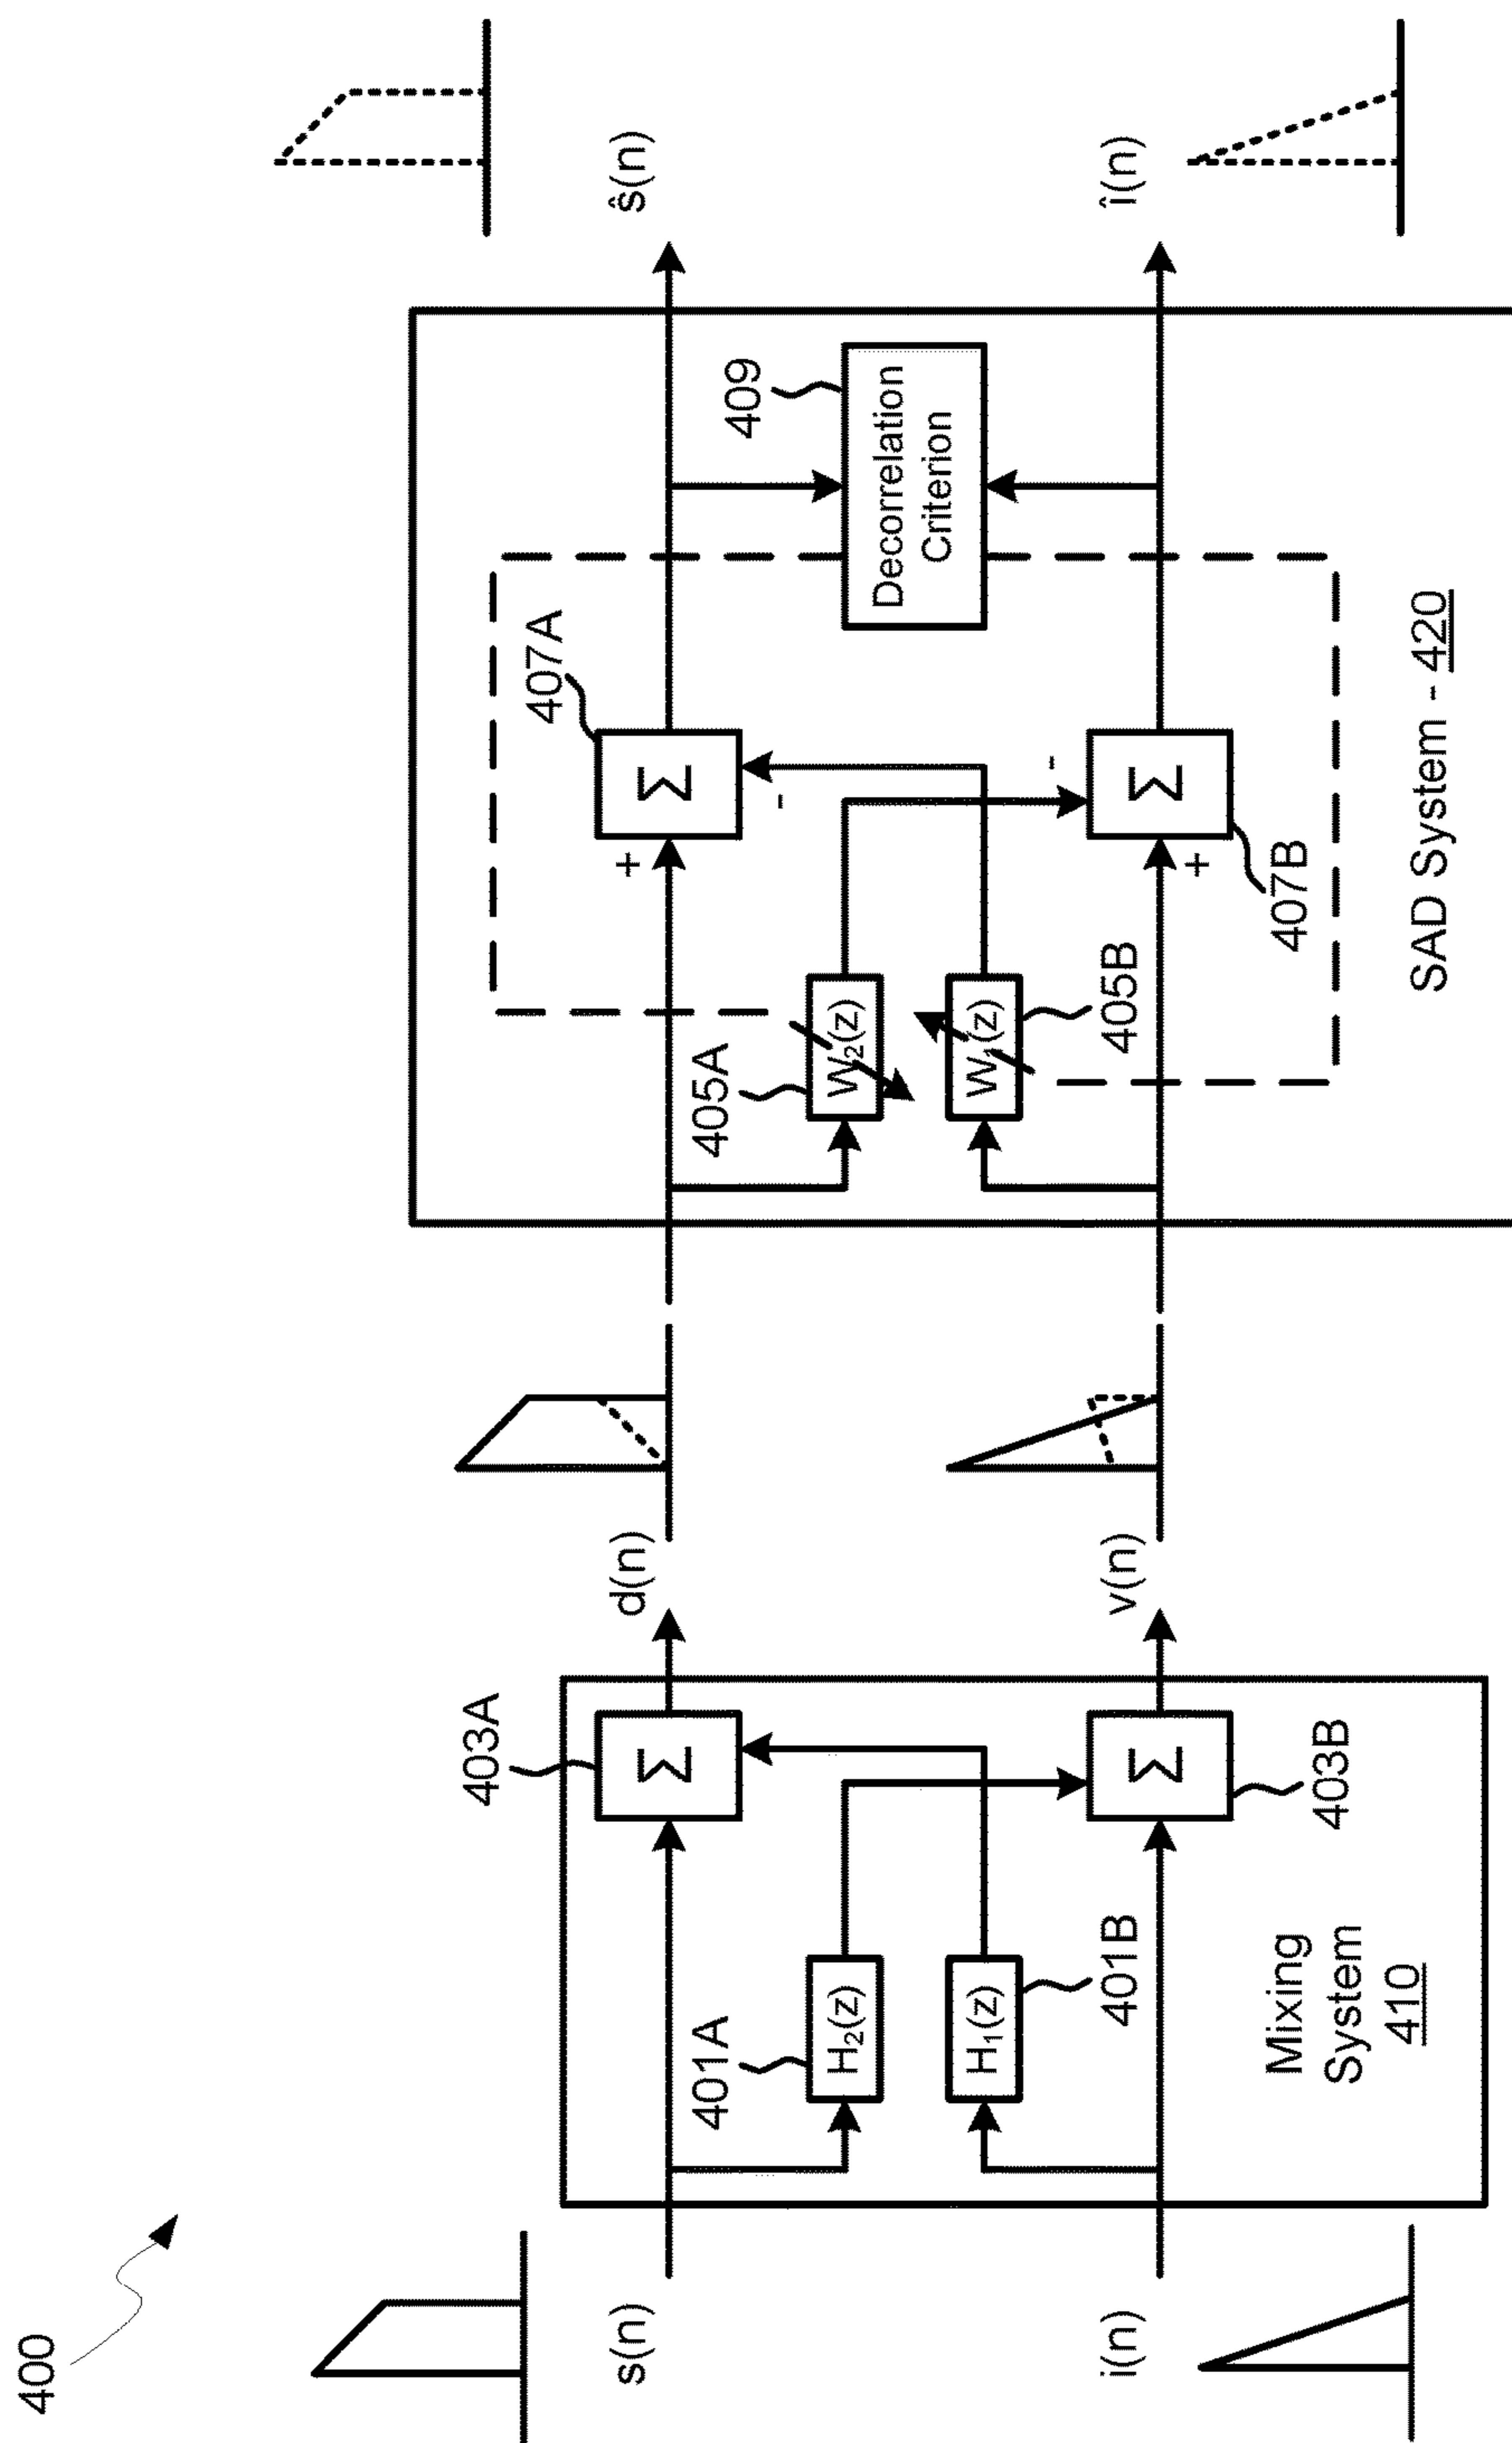 400
s(n)
i(n)
401A
H₂(z)
H₁(z)
401B
Mixing
System
410
403A
Σ
Σ
403B
d(n)
v(n)
405A
W₂(z)
W₁(z)
405B
+
+
407A
Σ
-
-
Σ
407B
409
Decorrelation
Criterion
SAD System - 420
ŝ(n)
î(n)